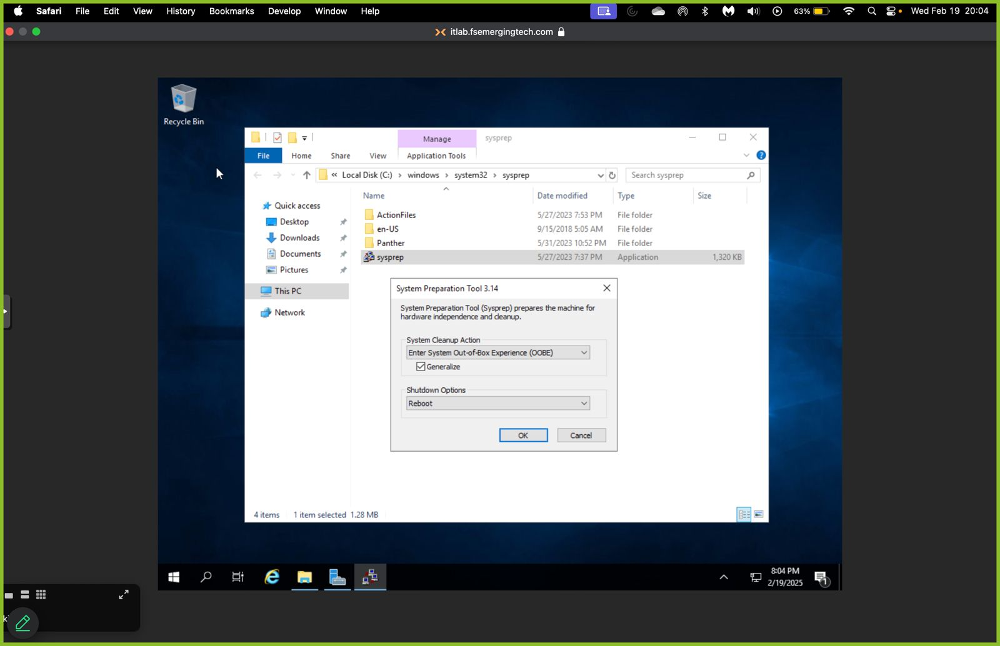 Safari File Edit View History Bookmarks Develop Window Help 63% Wed Feb 19 20:04
itlab.fsemergingtech.com
Recycle Bin
Manage sysprep
File Home Share View Application Tools
« Local Disk (C:) › windows › system32 › sysprep Search sysprep
Name Date modified Type Size
Quick access
Desktop
Downloads
Documents
Pictures
This PC
Network
ActionFiles 5/27/2023 7:53 PM File folder
en-US 9/15/2018 5:05 AM File folder
Panther 5/31/2023 10:52 PM File folder
sysprep 5/27/2023 7:37 PM Application 1,320 KB
System Preparation Tool 3.14
System Preparation Tool (Sysprep) prepares the machine for
hardware independence and cleanup.
System Cleanup Action
Enter System Out-of-Box Experience (OOBE)
Generalize
Shutdown Options
Reboot
OK Cancel
4 items 1 item selected 1.28 MB
8:04 PM
2/19/2025
1